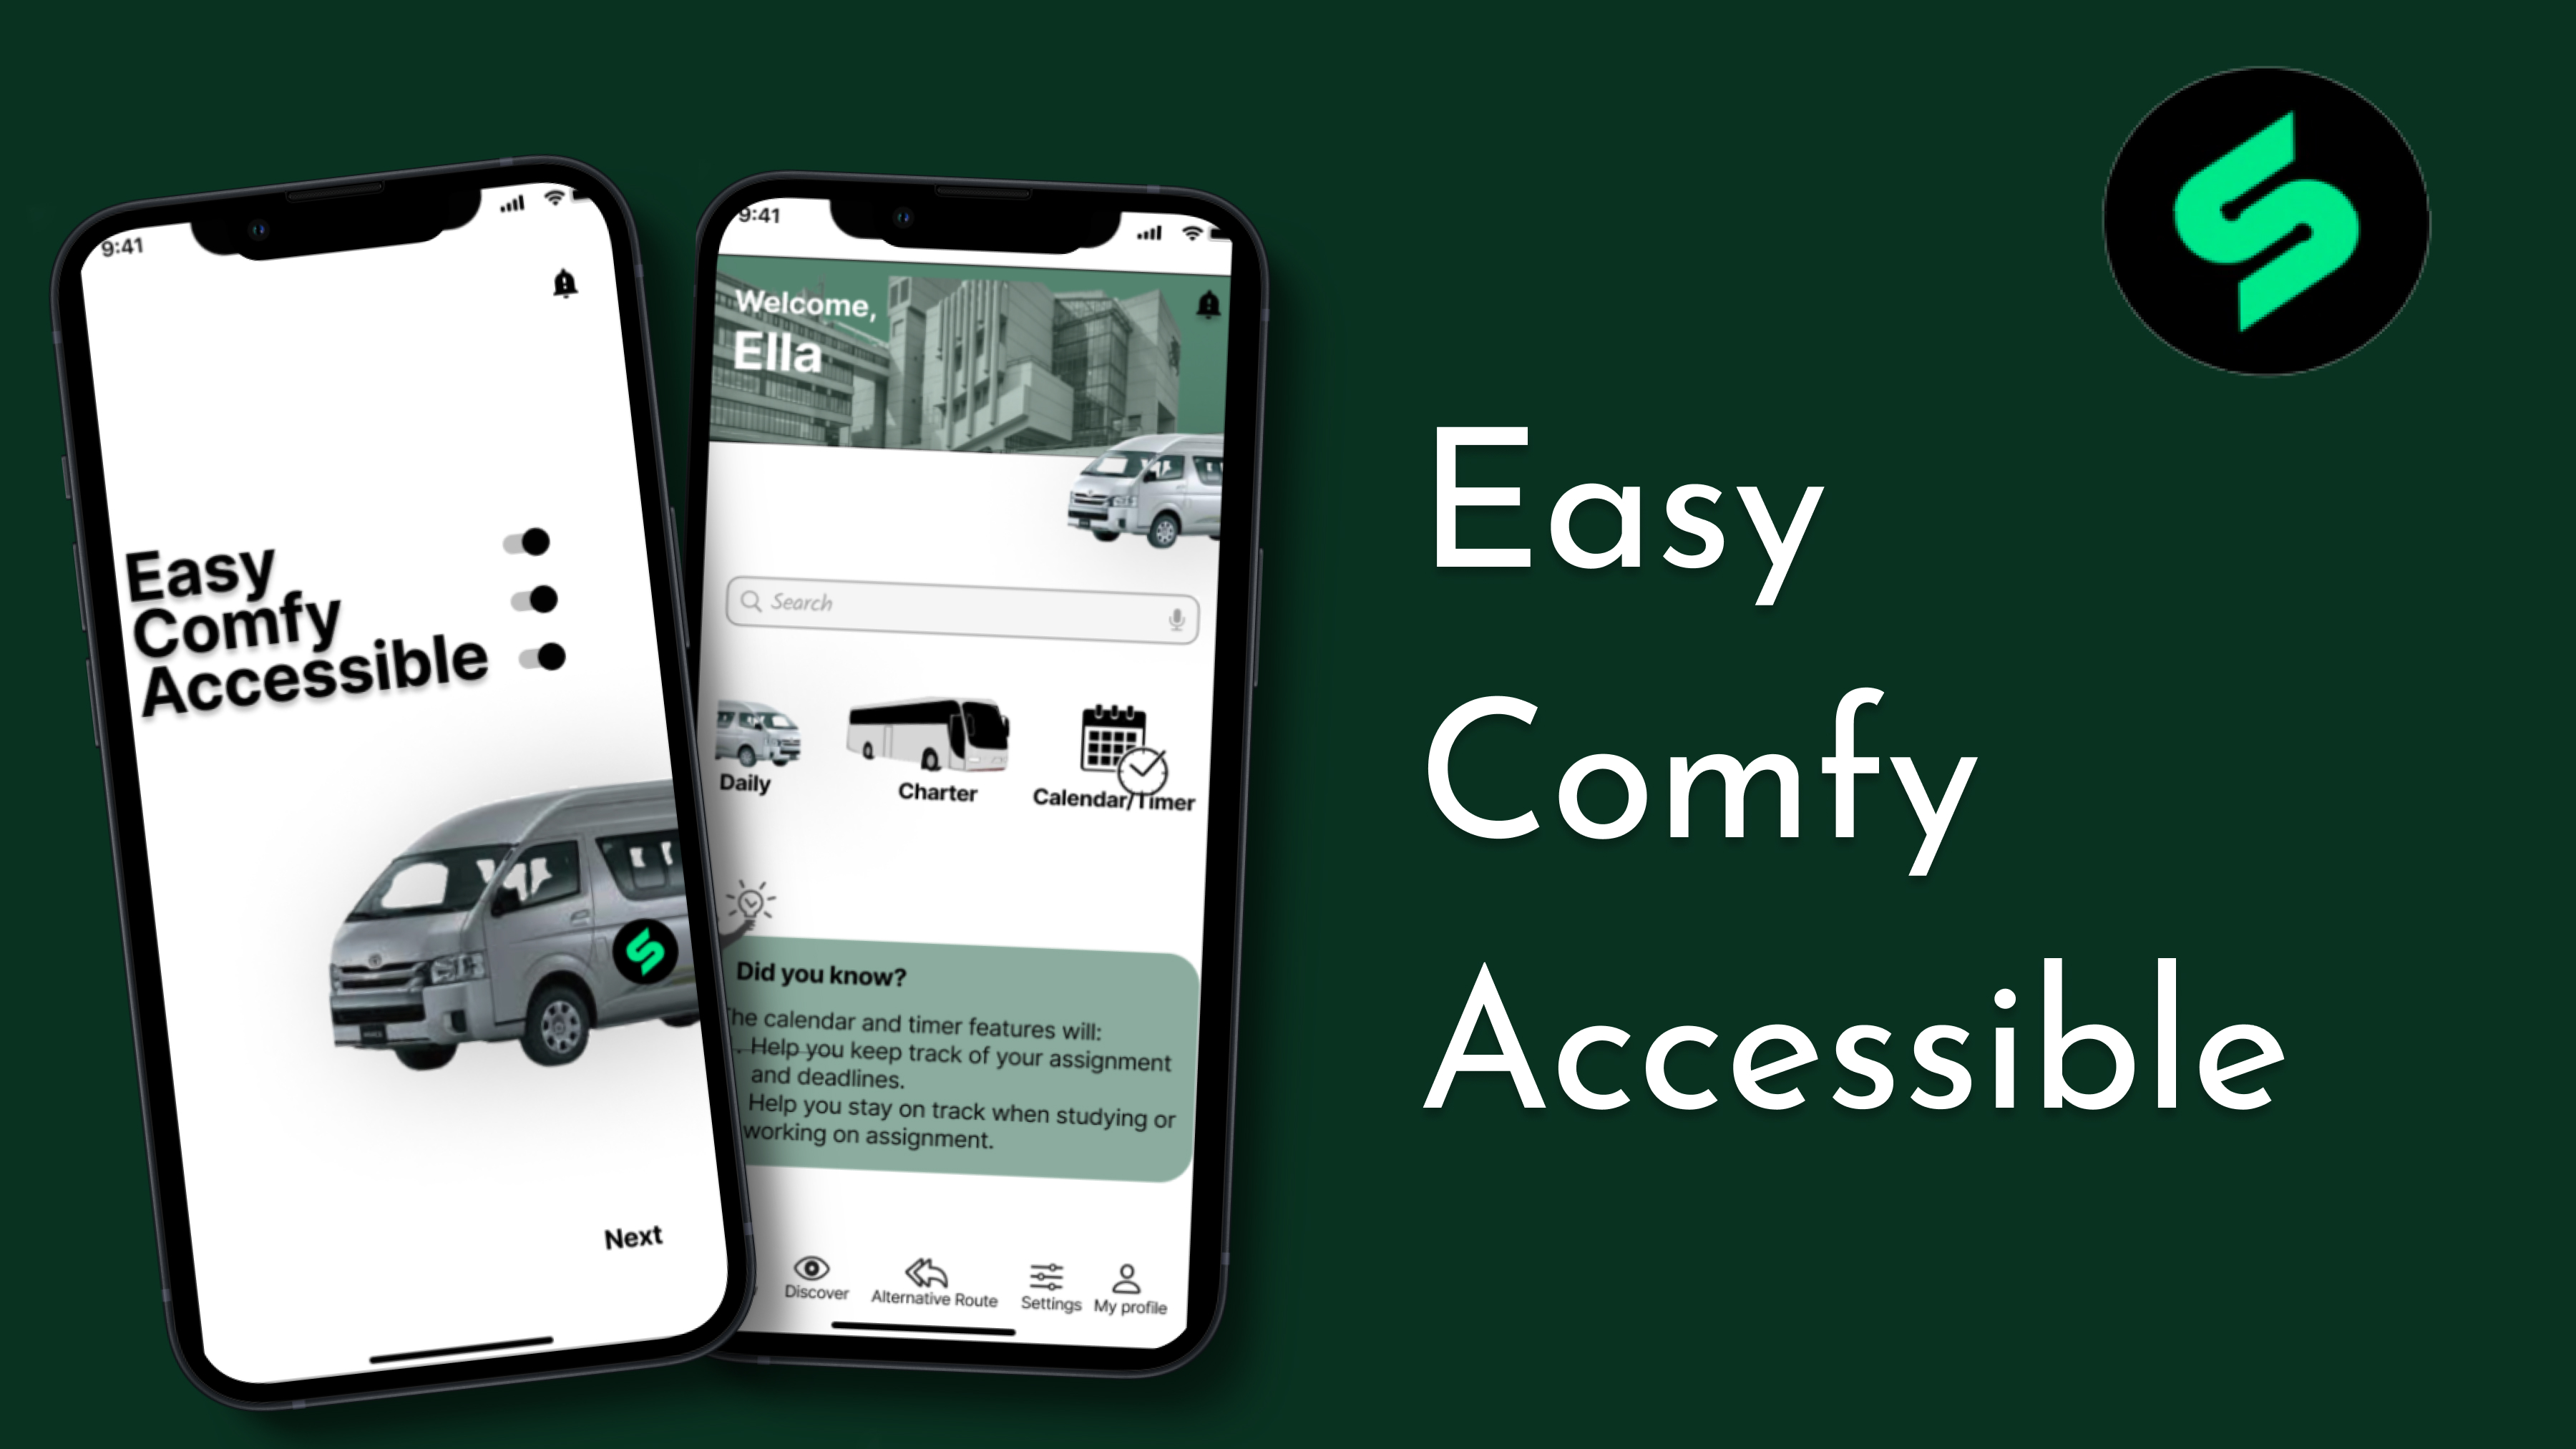 9:41
Easy
Comfy
Accessible
Next
9:41
Welcome,
Ella
Search
Daily
Charter
Calendar/Timer
Did you know?
The calendar and timer features will:
. Help you keep track of your assignment
and deadlines.
Help you stay on track when studying or
working on assignment.
Discover
Alternative Route
Settings
My profile
Easy
Comfy
Accessible